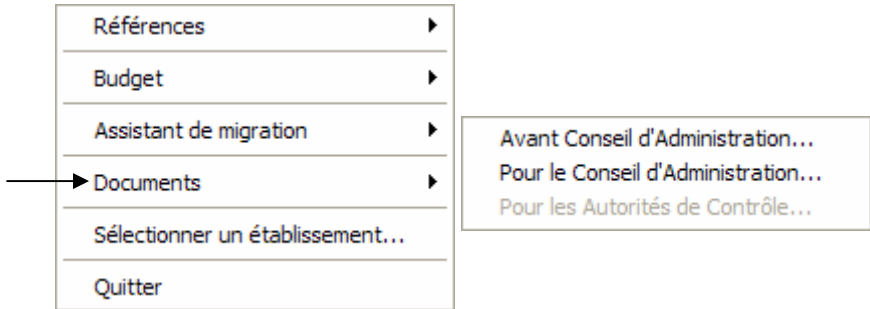 Références
Budget
Assistant de migration
Documents
Sélectionner un établissement...
Quitter
Avant Conseil d'Administration...
Pour le Conseil d'Administration...
Pour les Autorités de Contrôle...